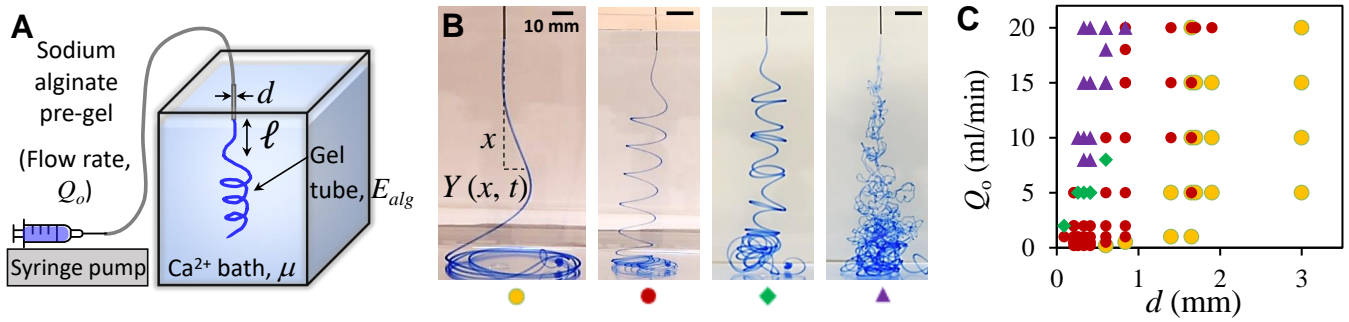 A
Sodium
alginate
pre-gel
(Flow rate,
Qₒ)
Syringe pump
d
ℓ
Gel
tube, E_alg
Ca²⁺ bath, μ
B
10 mm
x
Y (x, t)
C
Qₒ (ml/min)
20
15
10
5
0
0 1 2 3
d (mm)